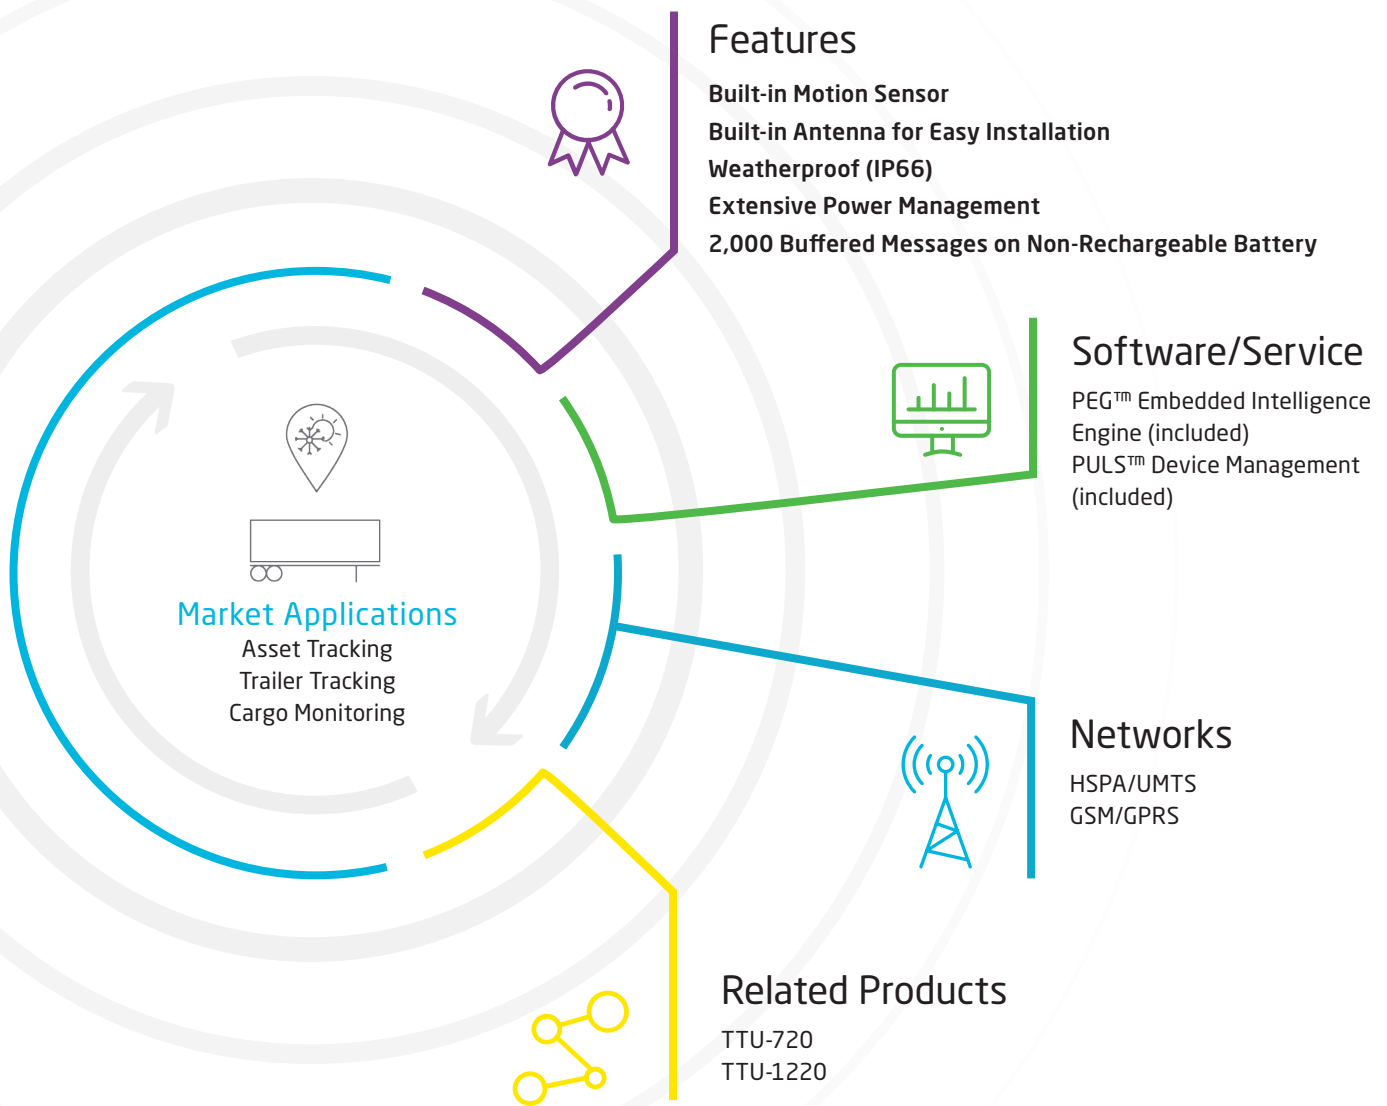 Features
Built-in Motion Sensor
Built-in Antenna for Easy Installation
Weatherproof (IP66)
Extensive Power Management
2,000 Buffered Messages on Non-Rechargeable Battery
Software/Service
PEG™ Embedded Intelligence
Engine (included)
PULS™ Device Management
(included)
Market Applications
Asset Tracking
Trailer Tracking
Cargo Monitoring
Networks
HSPA/UMTS
GSM/GPRS
Related Products
TTU-720
TTU-1220